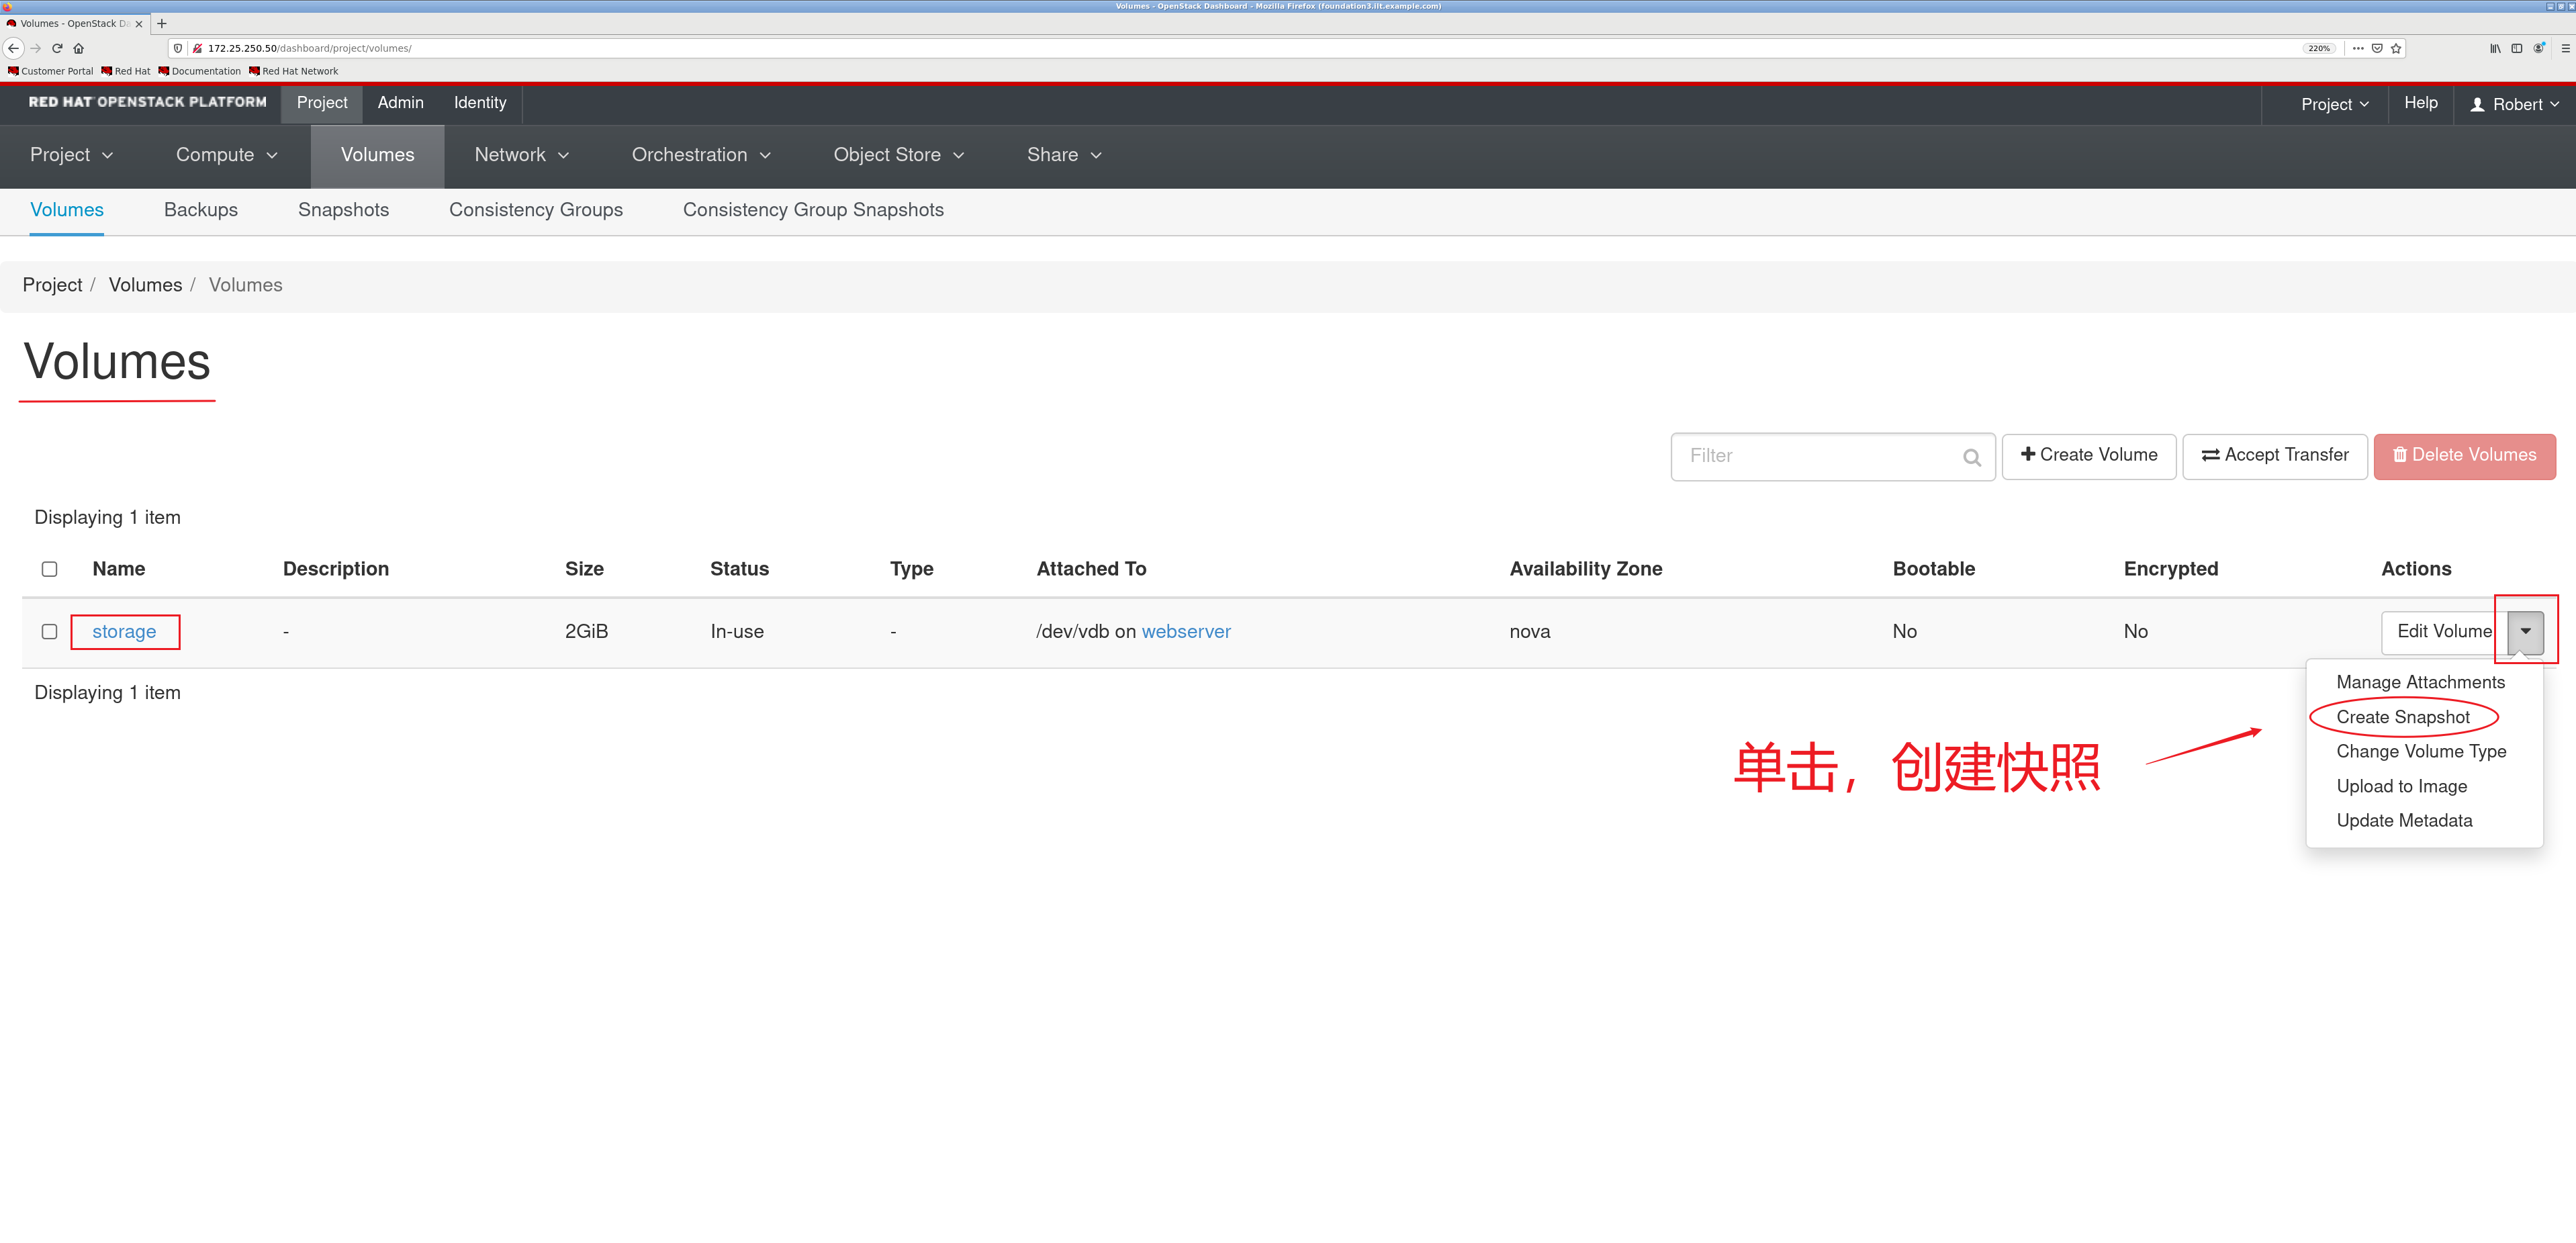 Volumes - OpenStack Dashboard - Mozilla Firefox (foundation3.ilt.example.com)
Volumes - OpenStack Da
172.25.250.50/dashboard/project/volumes/
220%
Customer Portal Red Hat Documentation Red Hat Network
RED HAT OPENSTACK PLATFORM Project Admin Identity Project Help Robert
Project Compute Volumes Network Orchestration Object Store Share
Volumes Backups Snapshots Consistency Groups Consistency Group Snapshots
Project / Volumes / Volumes
Volumes
Filter Create Volume Accept Transfer Delete Volumes
Displaying 1 item
Name Description Size Status Type Attached To Availability Zone Bootable Encrypted Actions
storage - 2GiB In-use - /dev/vdb on webserver nova No No Edit Volume
Displaying 1 item
Manage Attachments
Create Snapshot
Change Volume Type
Upload to Image
Update Metadata
单击，创建快照